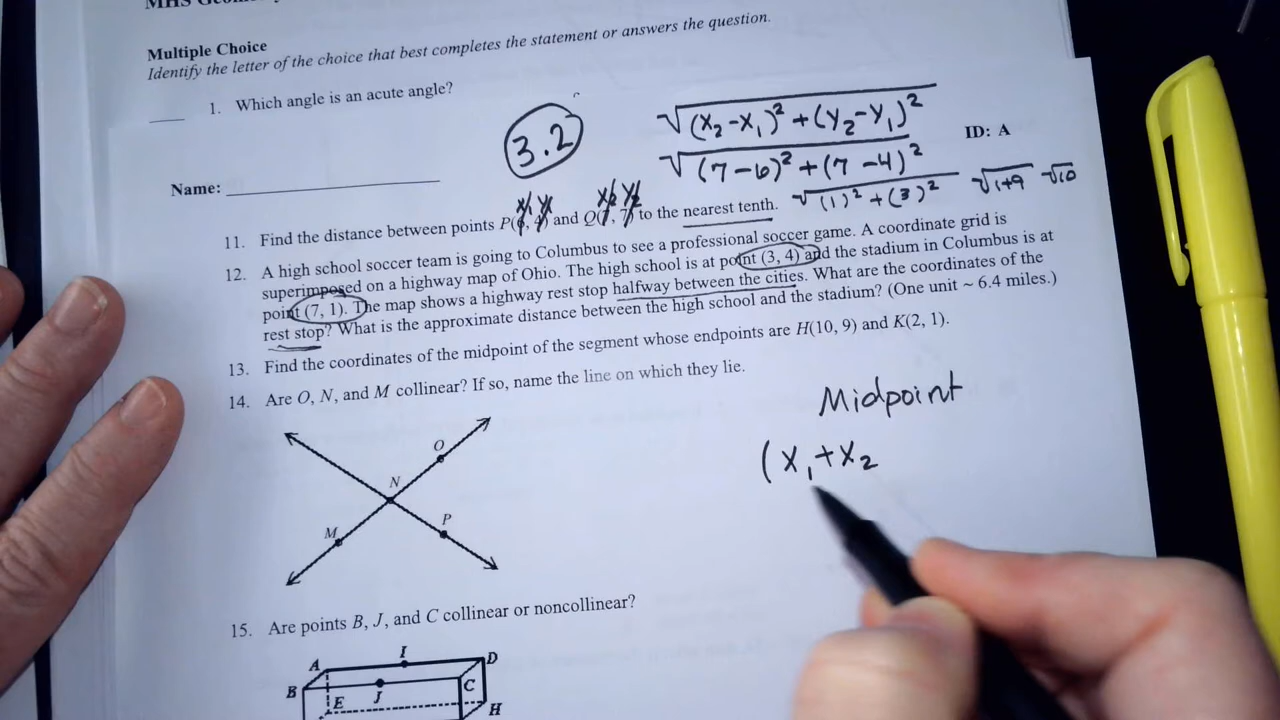 Multiple Choice
Identify the letter of the choice that best completes the statement or answers the question.
1. Which angle is an acute angle?
3.2
√(x₂-x₁)²+(y₂-y₁)²
ID: A
√(7-6)²+(7-4)²
Name:
√(1)²+(3)² √1+9 √10
11. Find the distance between points P( , ) and Q( , 7) to the nearest tenth.
12. A high school soccer team is going to Columbus to see a professional soccer game. A coordinate grid is
superimposed on a highway map of Ohio. The high school is at point (3, 4) and the stadium in Columbus is at
point (7, 1). The map shows a highway rest stop halfway between the cities. What are the coordinates of the
rest stop? What is the approximate distance between the high school and the stadium? (One unit ~ 6.4 miles.)
13. Find the coordinates of the midpoint of the segment whose endpoints are H(10, 9) and K(2, 1).
14. Are O, N, and M collinear? If so, name the line on which they lie.
Midpoint
(x₁+x₂
O
N
M
P
15. Are points B, J, and C collinear or noncollinear?
I
A
D
B
J
C
E
H